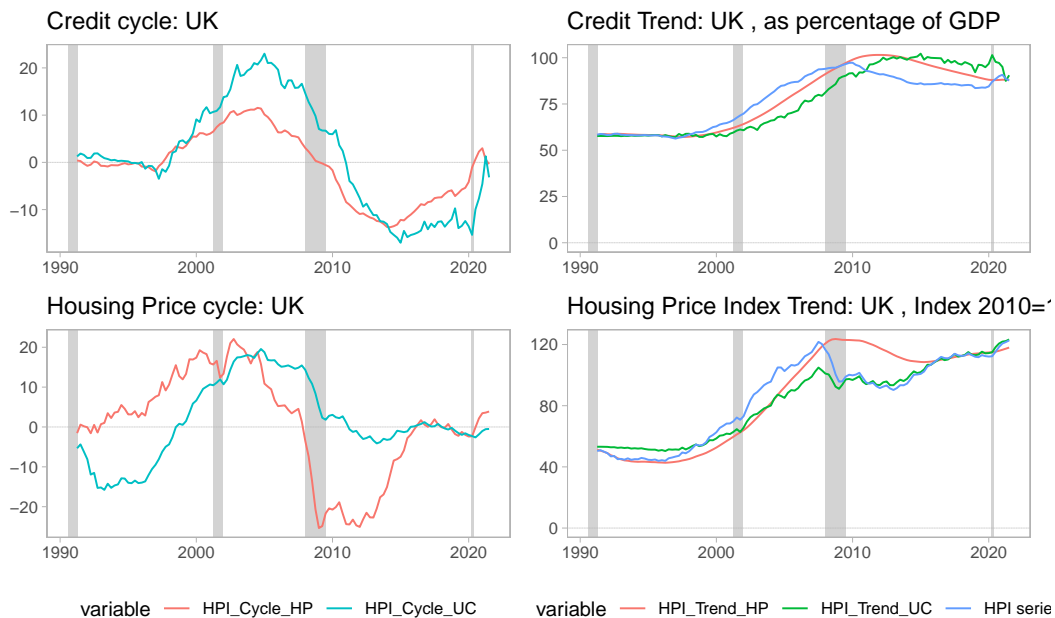 Credit cycle: UK
20
10
0
−10
1990 2000 2010 2020
Credit Trend: UK , as percentage of GDP
100
75
50
25
0
1990 2000 2010 2020
Housing Price cycle: UK
20
10
0
−10
−20
1990 2000 2010 2020
Housing Price Index Trend: UK , Index 2010=1
120
80
40
0
1990 2000 2010 2020
variable HPI_Cycle_HP HPI_Cycle_UC
variable HPI_Trend_HP HPI_Trend_UC HPI serie